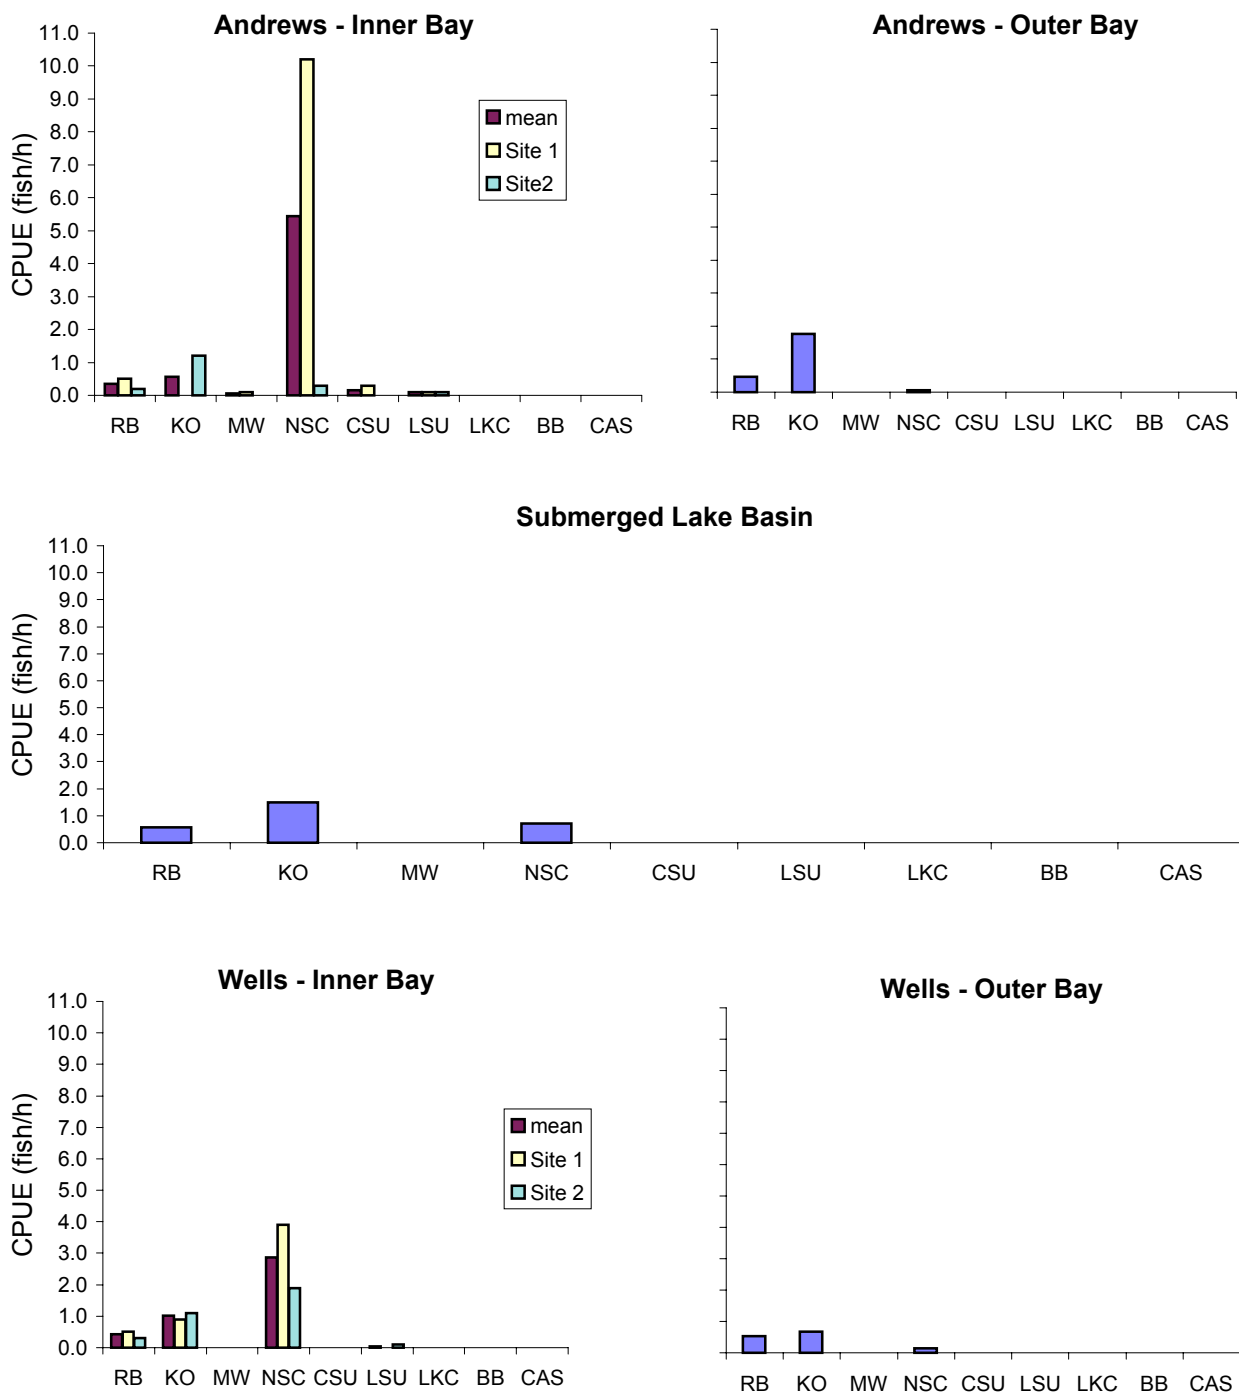 Andrews - Inner Bay
11.0
10.0
9.0
8.0
7.0
6.0
5.0
4.0
3.0
2.0
1.0
0.0
CPUE (fish/h)
mean
Site 1
Site2
RB KO MW NSC CSU LSU LKC BB CAS
Andrews - Outer Bay
RB KO MW NSC CSU LSU LKC BB CAS
Submerged Lake Basin
11.0
10.0
9.0
8.0
7.0
6.0
5.0
4.0
3.0
2.0
1.0
0.0
CPUE (fish/h)
RB KO MW NSC CSU LSU LKC BB CAS
Wells - Inner Bay
11.0
10.0
9.0
8.0
7.0
6.0
5.0
4.0
3.0
2.0
1.0
0.0
CPUE (fish/h)
mean
Site 1
Site 2
RB KO MW NSC CSU LSU LKC BB CAS
Wells - Outer Bay
RB KO MW NSC CSU LSU LKC BB CAS